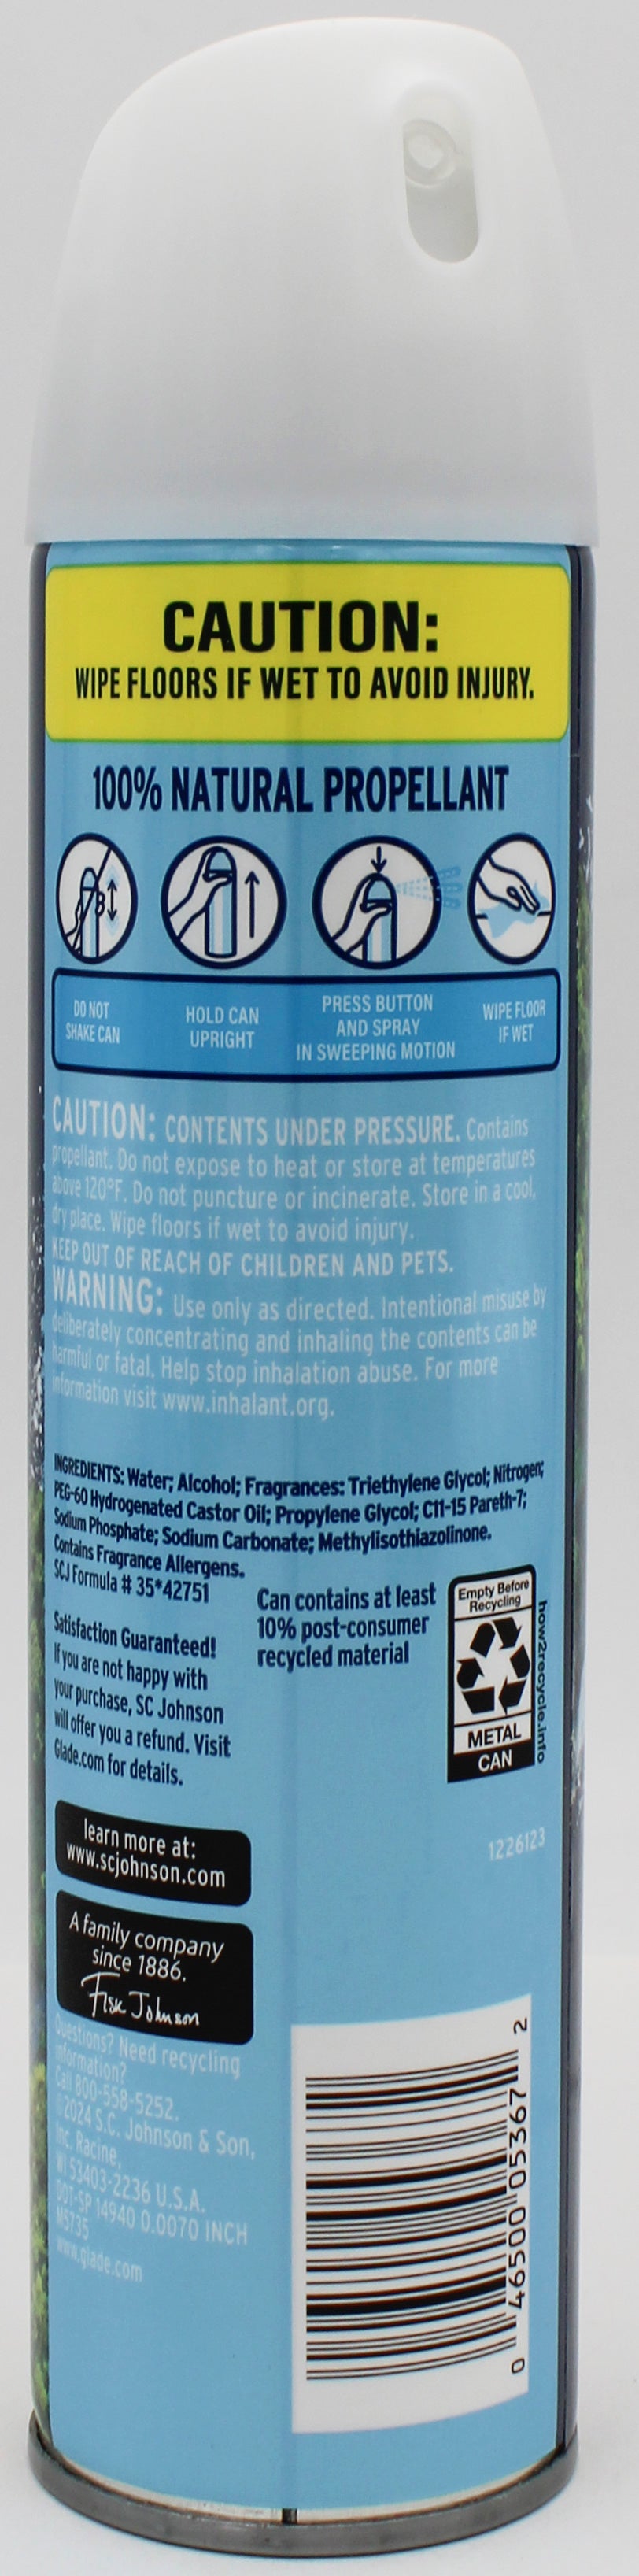 CAUTION:
WIPE FLOORS IF WET TO AVOID INJURY.
100% NATURAL PROPELLANT
DO NOT
SHAKE CAN
HOLD CAN
UPRIGHT
PRESS BUTTON
AND SPRAY
IN SWEEPING MOTION
WIPE FLOOR
IF WET
CAUTION: CONTENTS UNDER PRESSURE. Contains
propellant. Do not expose to heat or store at temperatures
above 120°F. Do not puncture or incinerate. Store in a cool,
dry place. Wipe floors if wet to avoid injury.
KEEP OUT OF REACH OF CHILDREN AND PETS.
WARNING: Use only as directed. Intentional misuse by
deliberately concentrating and inhaling the contents can be
harmful or fatal. Help stop inhalation abuse. For more
information visit www.inhalant.org.
INGREDIENTS: Water; Alcohol; Fragrances: Triethylene Glycol; Nitrogen;
PEG-60 Hydrogenated Castor Oil; Propylene Glycol; C11-15 Pareth-7;
Sodium Phosphate; Sodium Carbonate; Methylisothiazolinone.
Contains Fragrance Allergens.
SCJ Formula # 35*42751
Can contains at least
10% post-consumer
recycled material
Empty Before
Recycling
METAL
CAN
how2recycle.info
Satisfaction Guaranteed!
If you are not happy with
your purchase, SC Johnson
will offer you a refund. Visit
Glade.com for details.
learn more at:
www.scjohnson.com
1226123
A family company
since 1886.
Fisk Johnson
Questions? Need recycling
information?
Call 800-558-5252.
©2024 S.C. Johnson & Son,
Inc. Racine,
WI 53403-2236 U.S.A.
DOT-SP 14940 0.0070 INCH
M5735
www.glade.com
0 46500 05367 2